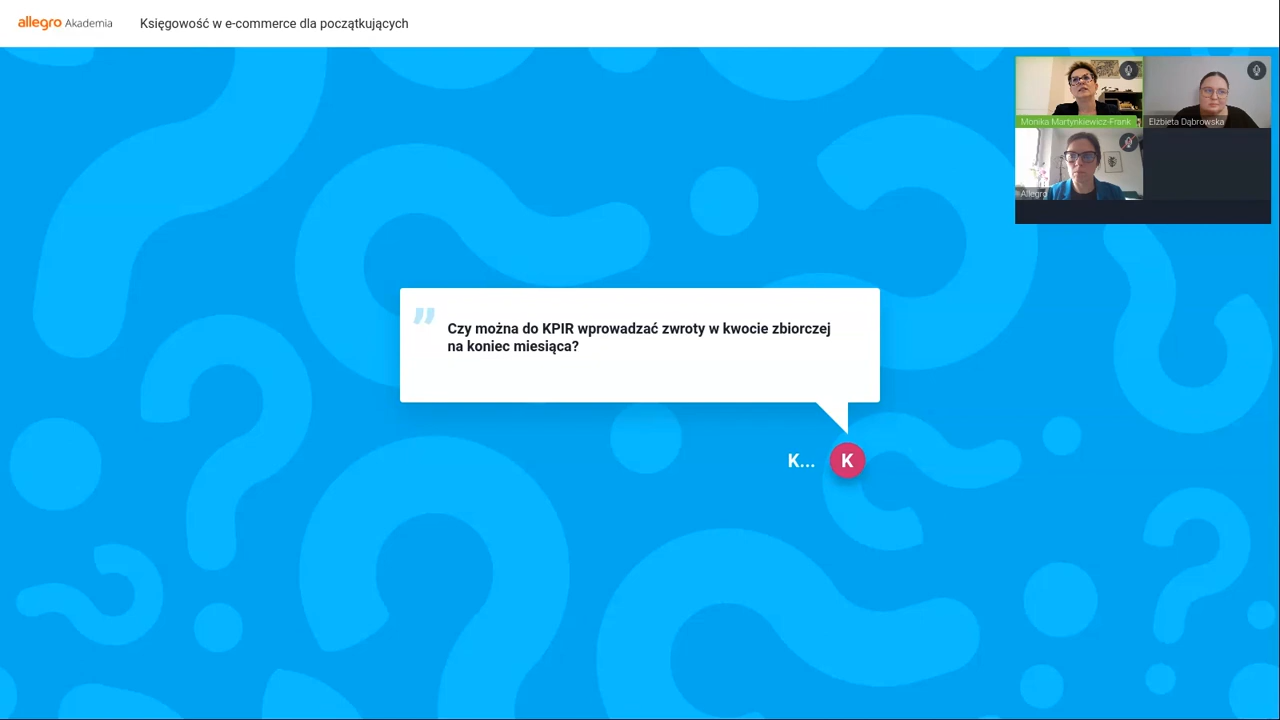 allegro Akademia
Księgowość w e-commerce dla początkujących
Monika Martynkiewicz-Frank
Elżbieta Dąbrowska
Allegro
Czy można do KPIR wprowadzać zwroty w kwocie zbiorczej
na koniec miesiąca?
K...
K